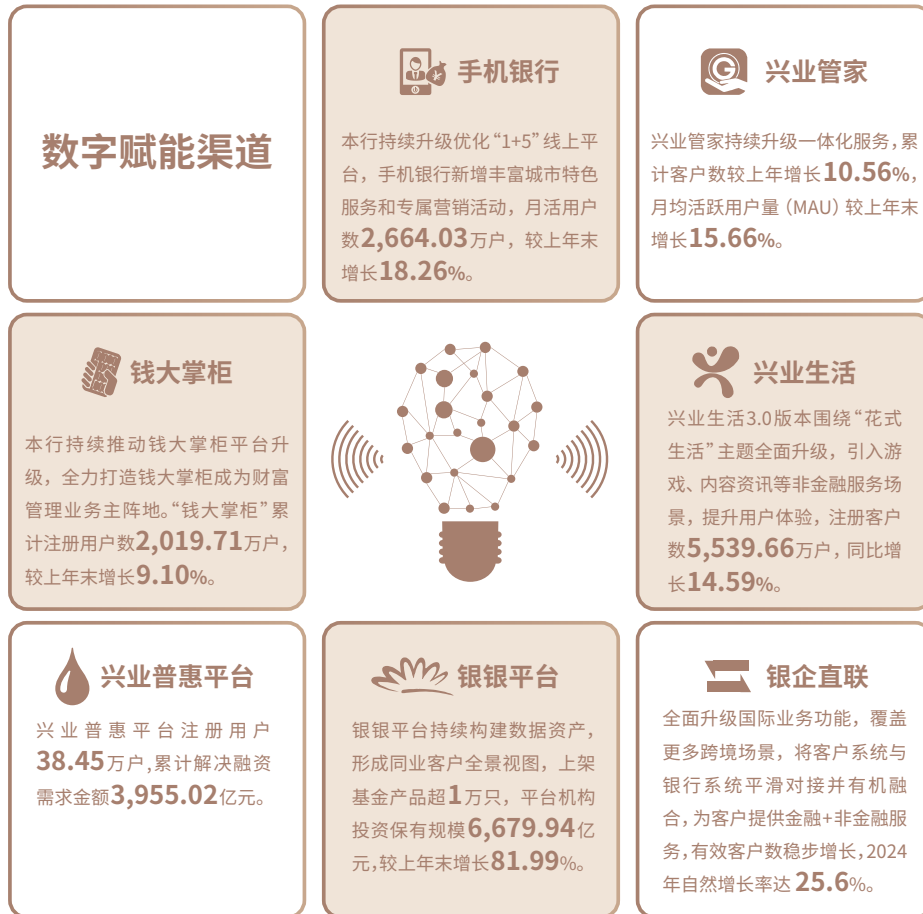 数字赋能渠道
手机银行
本行持续升级优化“1+5”线上平
台，手机银行新增丰富城市特色
服务和专属营销活动，月活用户
数2,664.03万户，较上年末
增长18.26%。
兴业管家
兴业管家持续升级一体化服务，累
计客户数较上年增长10.56%，
月均活跃用户量（MAU）较上年末
增长15.66%。
钱大掌柜
本行持续推动钱大掌柜平台升
级，全力打造钱大掌柜成为财富
管理业务主阵地。“钱大掌柜”累
计注册用户数2,019.71万户，
较上年末增长9.10%。
兴业生活
兴业生活3.0版本围绕“花式
生活”主题全面升级，引入游
戏、内容资讯等非金融服务场
景，提升用户体验，注册客户
数5,539.66万户，同比增
长14.59%。
兴业普惠平台
兴业普惠平台注册用户
38.45万户,累计解决融资
需求金额3,955.02亿元。
银银平台
银银平台持续构建数据资产，
形成同业客户全景视图，上架
基金产品超1万只，平台机构
投资保有规模6,679.94亿
元,较上年末增长81.99%。
银企直联
全面升级国际业务功能，覆盖
更多跨境场景，将客户系统与
银行系统平滑对接并有机融
合，为客户提供金融+非金融服
务，有效客户数稳步增长，2024
年自然增长率达 25.6%。